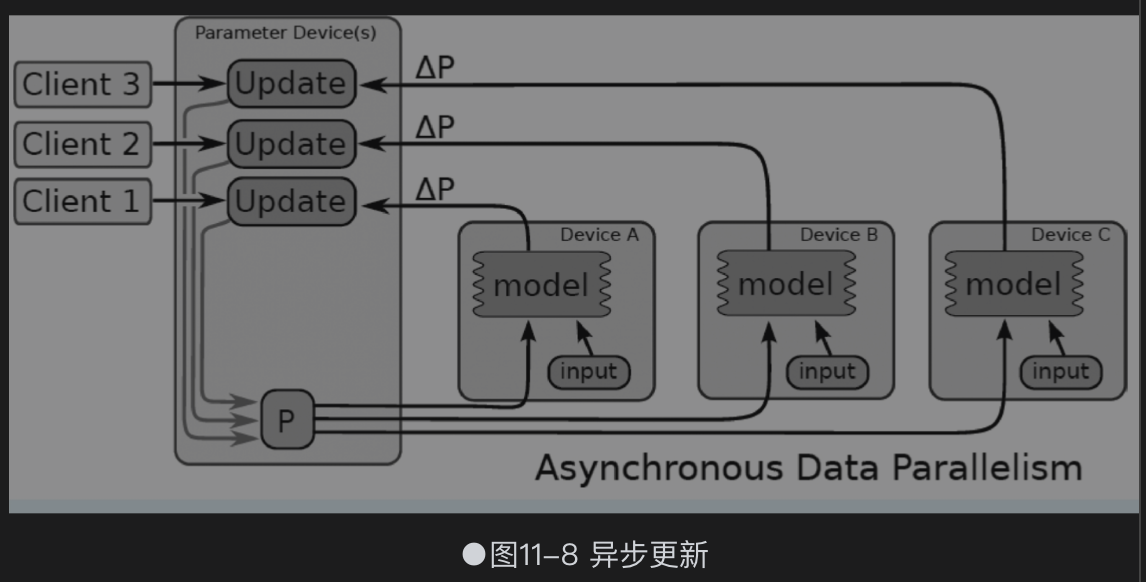 Parameter Device(s)
Client 3
Update
ΔP
Client 2
Update
ΔP
Client 1
Update
ΔP
Device A
Device B
Device C
model
model
model
input
input
input
P
Asynchronous Data Parallelism
●图11-8 异步更新